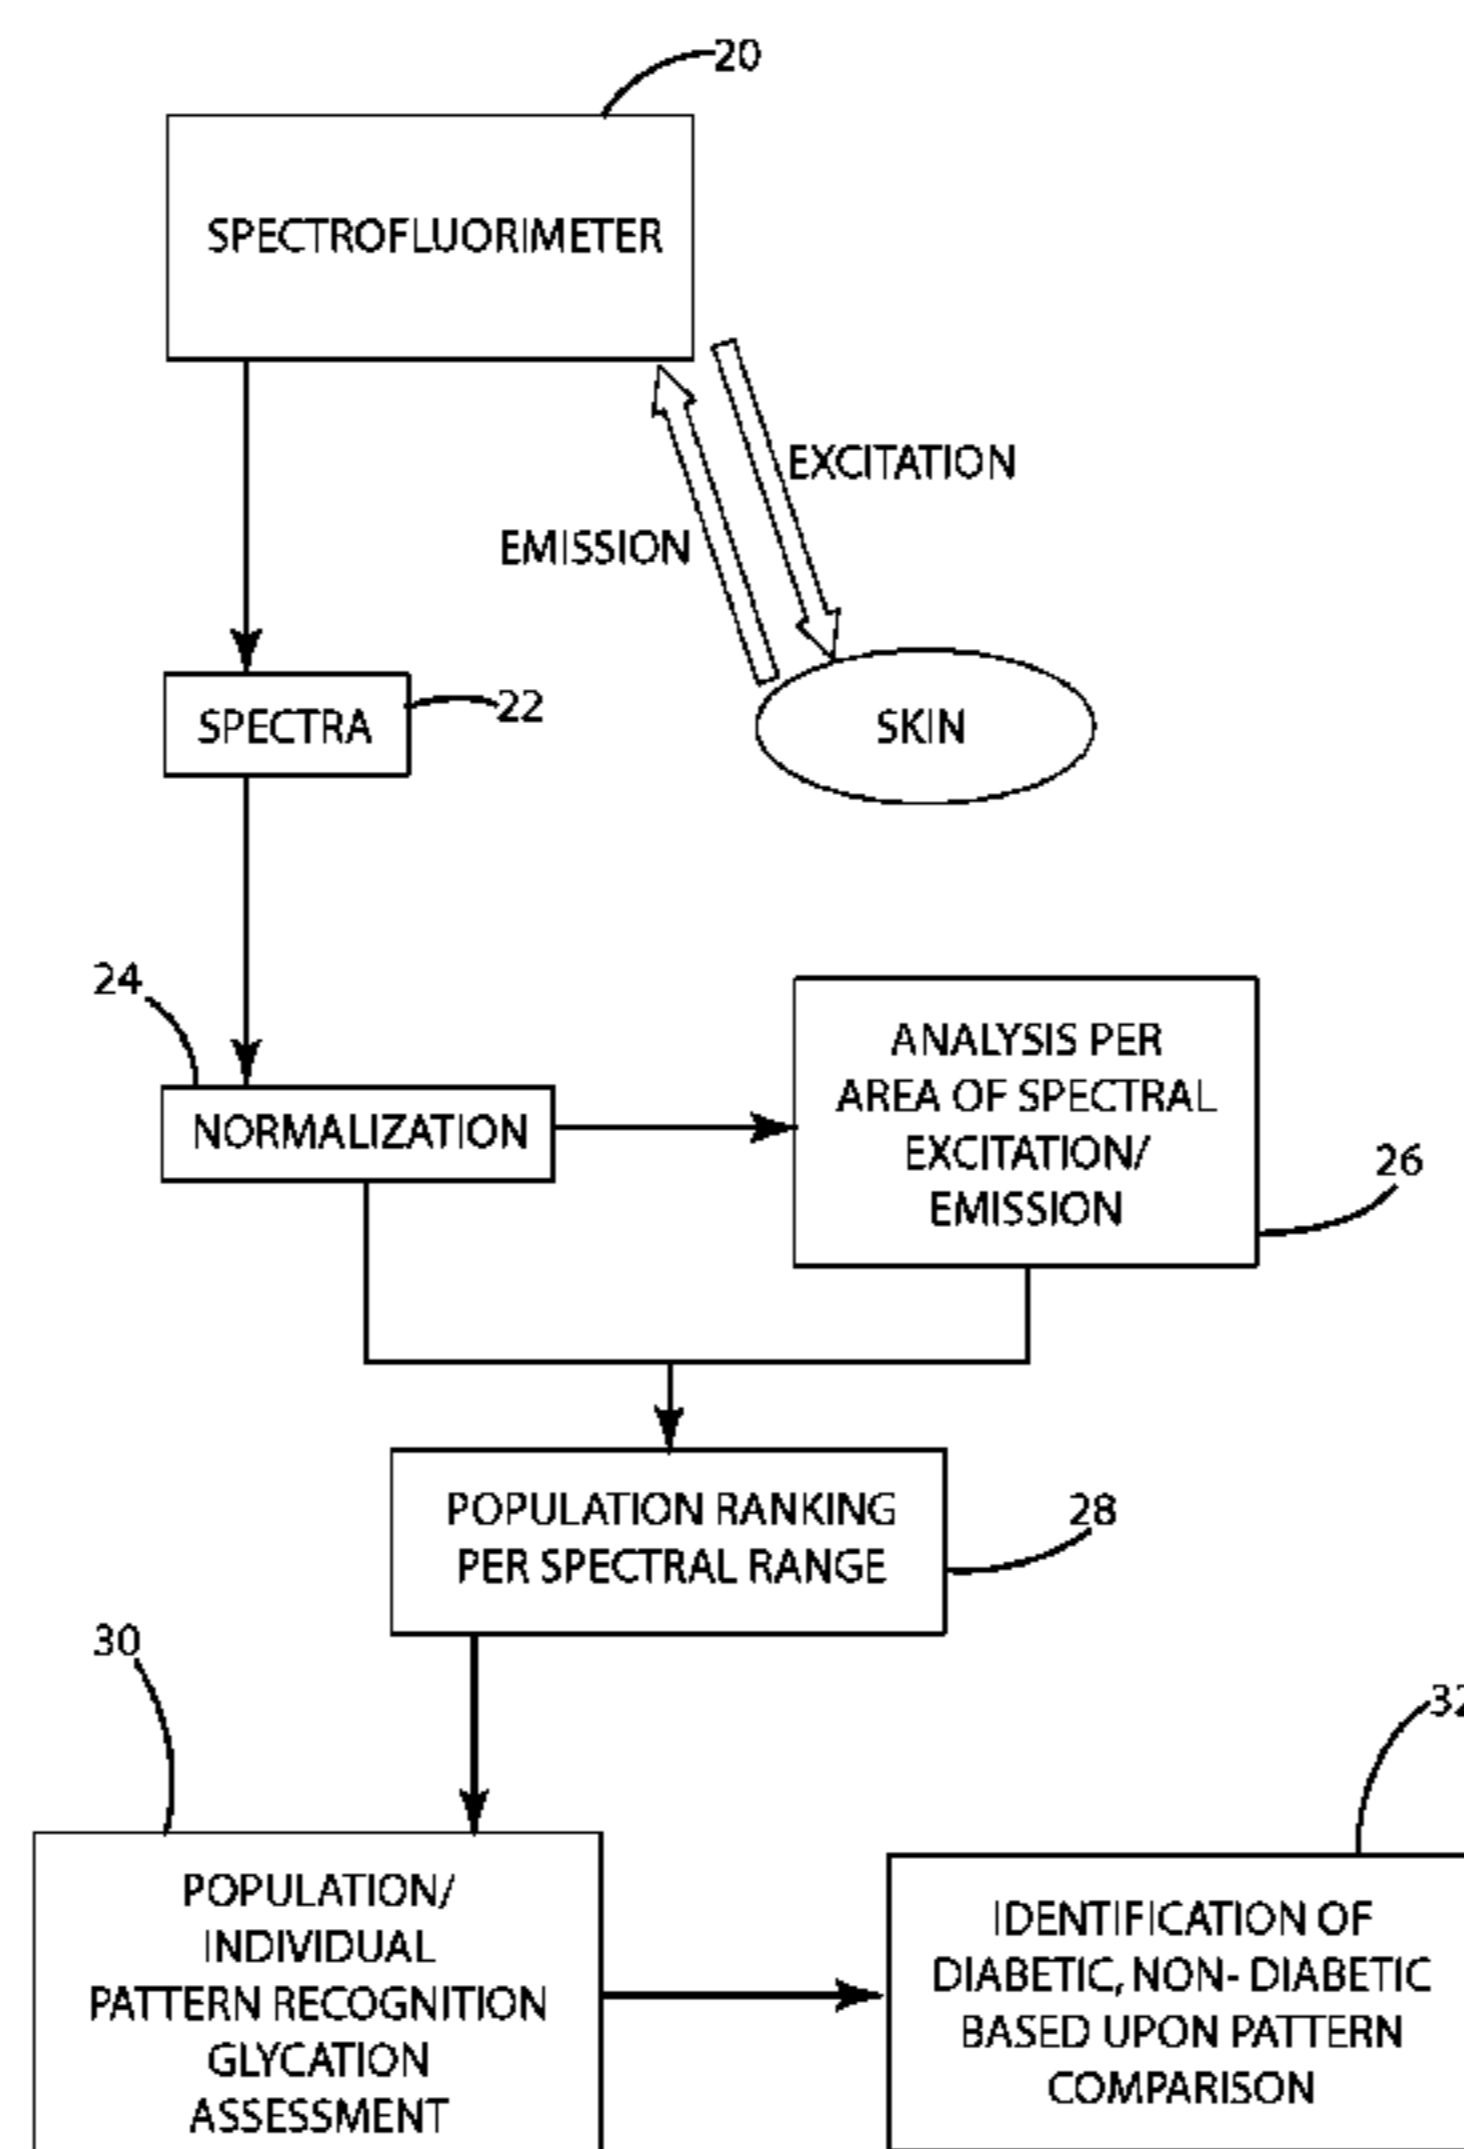 20
SPECTROFLUORIMETER
EXCITATION
EMISSION
SPECTRA
22
SKIN
24
NORMALIZATION
ANALYSIS PER
AREA OF SPECTRAL
EXCITATION/
EMISSION
26
POPULATION RANKING
PER SPECTRAL RANGE
28
30
32
POPULATION/
INDIVIDUAL
PATTERN RECOGNITION
GLYCATION
ASSESSMENT
IDENTIFICATION OF
DIABETIC, NON- DIABETIC
BASED UPON PATTERN
COMPARISON